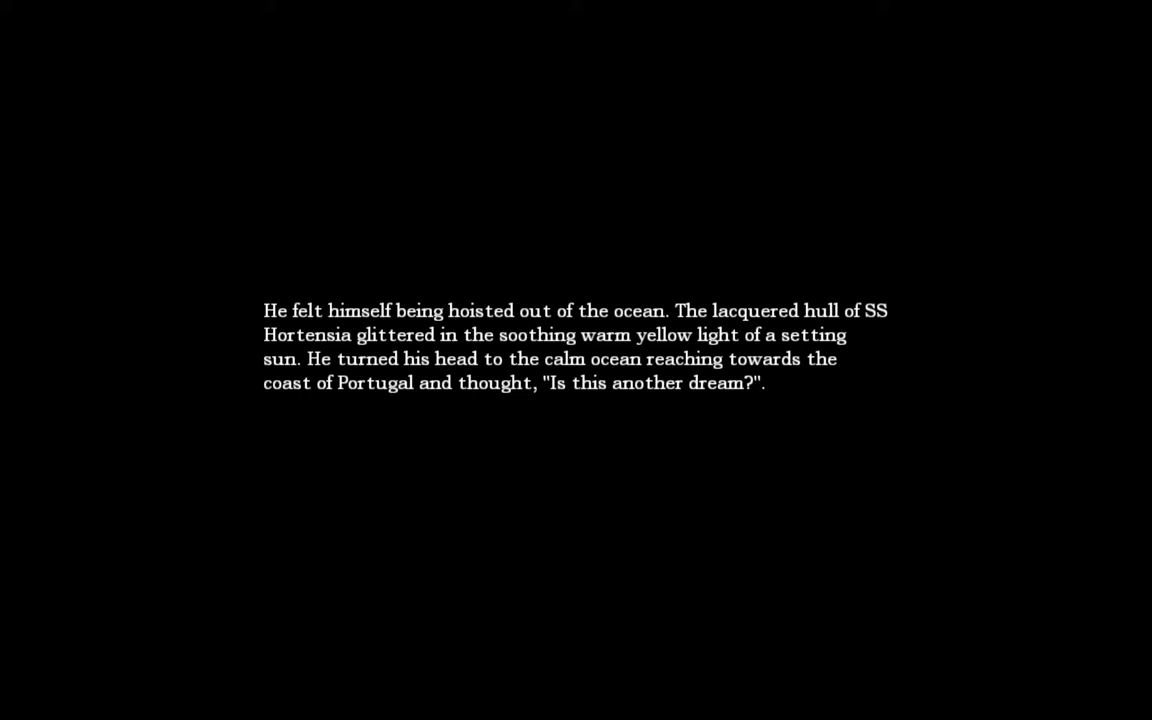 He felt himself being hoisted out of the ocean. The lacquered hull of SS
Hortensia glittered in the soothing warm yellow light of a setting
sun. He turned his head to the calm ocean reaching towards the
coast of Portugal and thought, "Is this another dream?".